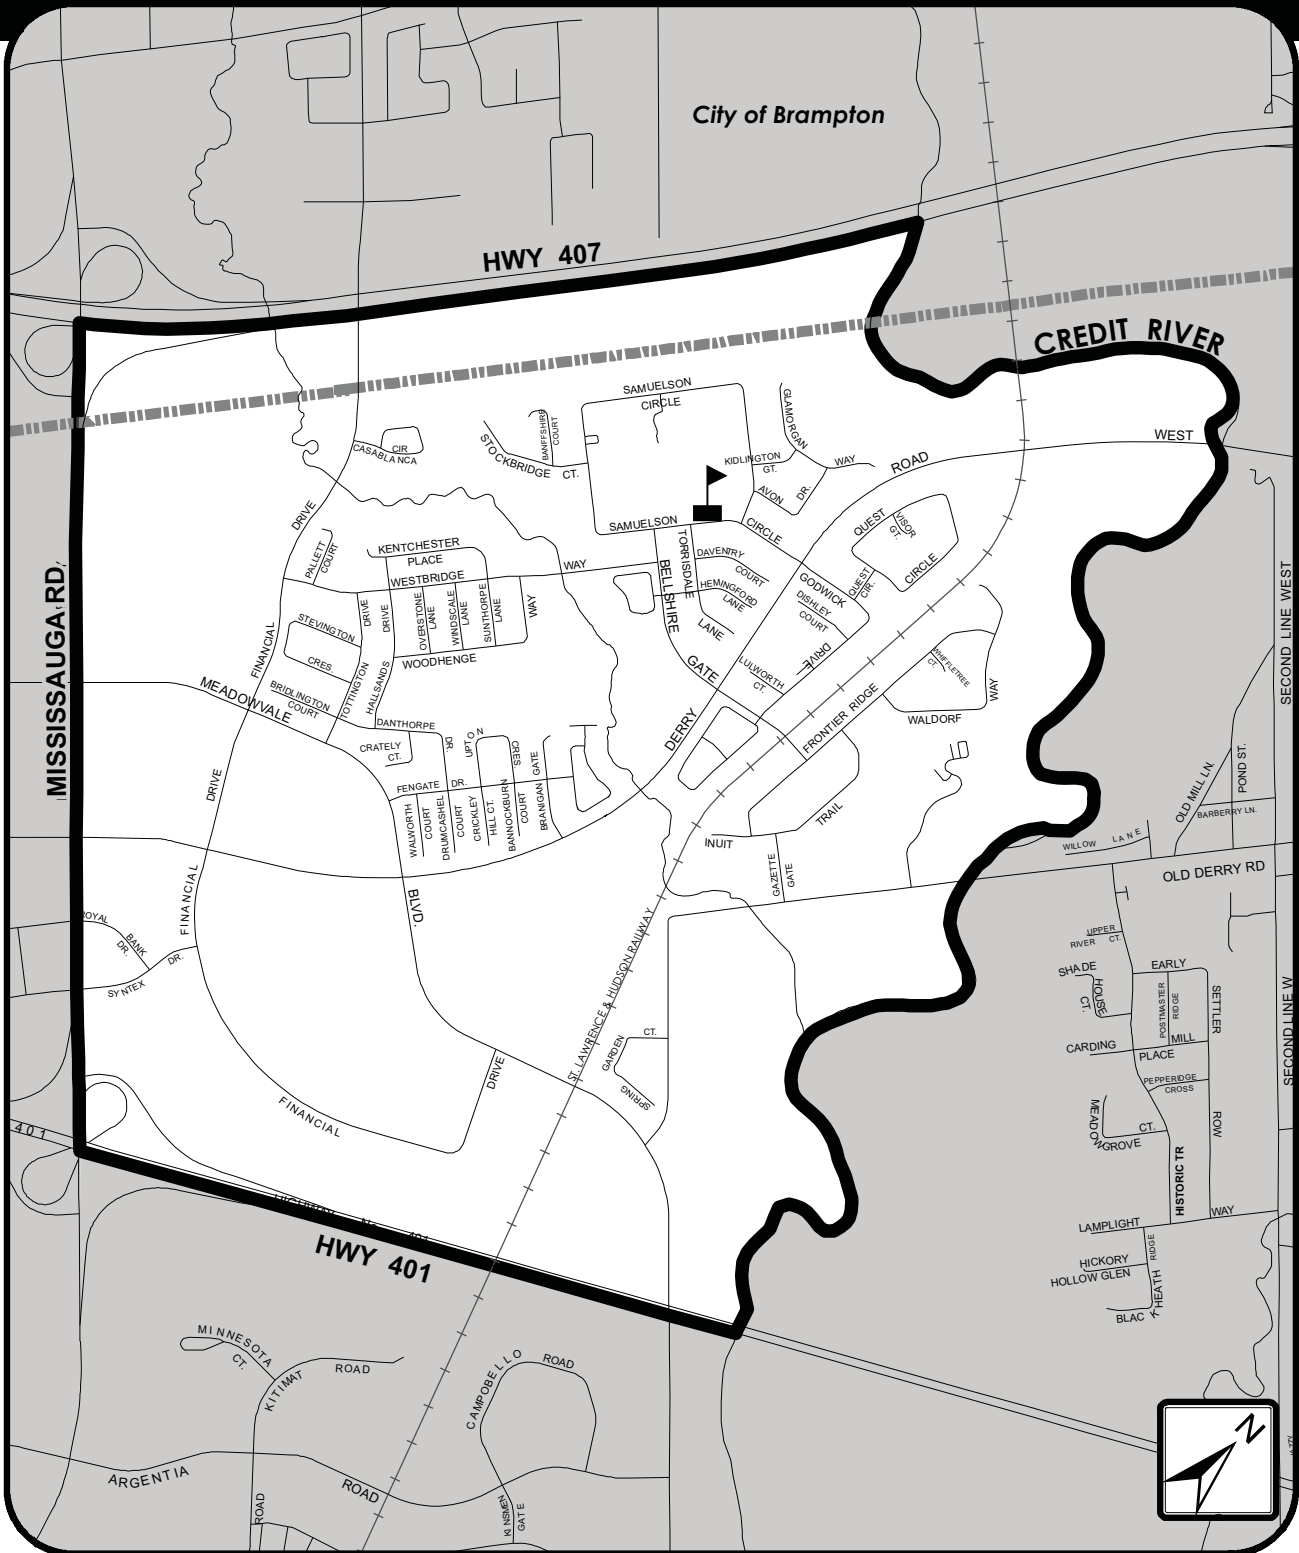 City of Brampton
HWY 407
CREDIT RIVER
SAMUELSON
CIRCLE
GLAMORGAN
WAY
BANFFSHIRE
COURT
STOCKBRIDGE CT.
CASABLANCA
CIR
KIDLINGTON
GT.
AVON
DR.
ROAD
WEST
SAMUELSON
CIRCLE
QUEST
VISOR
GT.
CIRCLE
QUEST
CIR.
DRIVE
PALLETT
COURT
KENTCHESTER
PLACE
WESTBRIDGE
WAY
WAY
TORRISDALE
LANE
BELLSHIRE
GATE
DAVENTRY
COURT
HEMINGFORD
LANE
GODWICK
DRIVE
DISHLEY
COURT
LULWORTH
CT.
DRIVE
DRIVE
OVERSTONE
LANE
WINDSCALE
LANE
SUNTHORPE
LANE
WOODHENGE
STEVINGTON
CRES.
BRIDLINGTON
COURT
TOTTINGTON
HALLSANDS
FINANCIAL
MEADOWVALE
MISSISSAUGA RD.
DANTHORPE
DR.
CRATELY
CT.
UPTON
CRES
GATE
FENGATE DR.
WALWORTH
COURT
DRUMCASHEL
COURT
CRICKLEY
HILL CT.
BANNOCKBURN
COURT
BRANIGAN
DERRY
FRONTIER RIDGE
WHIFFLETREE
CT.
WAY
WALDORF
TRAIL
INUIT
GAZETTE
GATE
DRIVE
FINANCIAL
BLVD.
ROYAL
BANK
DR.
SYNTEX
DR.
ST. LAWRENCE & HUDSON RAILWAY
GARDEN
CT.
SPRING
DRIVE
FINANCIAL
401
HIGHWAY No. 401
HWY 401
SECOND LINE WEST
POND ST.
OLD MILL LN.
BARBERRY LN.
WILLOW LANE
OLD DERRY RD
UPPER
RIVER CT.
SHADE
HOUSE
CT.
EARLY
SETTLER
ROW
POSTMASTER
RIDGE
CARDING
MILL
PLACE
PEPPERIDGE
CROSS
MEADOW
GROVE
CT.
HISTORIC TR
SECOND LINE W
LAMPLIGHT
WAY
HICKORY
HOLLOW GLEN
RIDGE
HEATH
BLACK
MINNESOTA
CT.
KITIMAT
ROAD
CAMPOBELLO
ROAD
ARGENTIA
ROAD
ROAD
KINSMEN
GATE
N